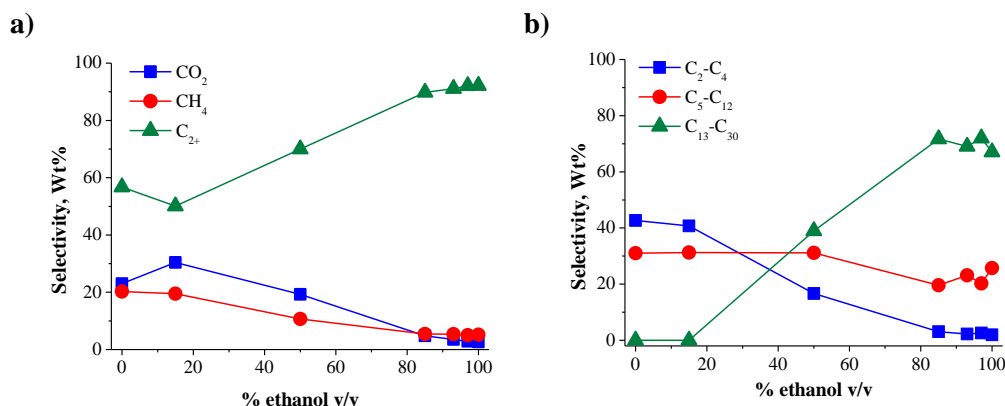 a)
100
80
60
40
20
0
0 20 40 60 80 100
Selectivity, Wt%
% ethanol v/v
CO₂
CH₄
C₂₊
b)
100
80
60
40
20
0
0 20 40 60 80 100
Selectivity, Wt%
% ethanol v/v
C₂-C₄
C₅-C₁₂
C₁₃-C₃₀